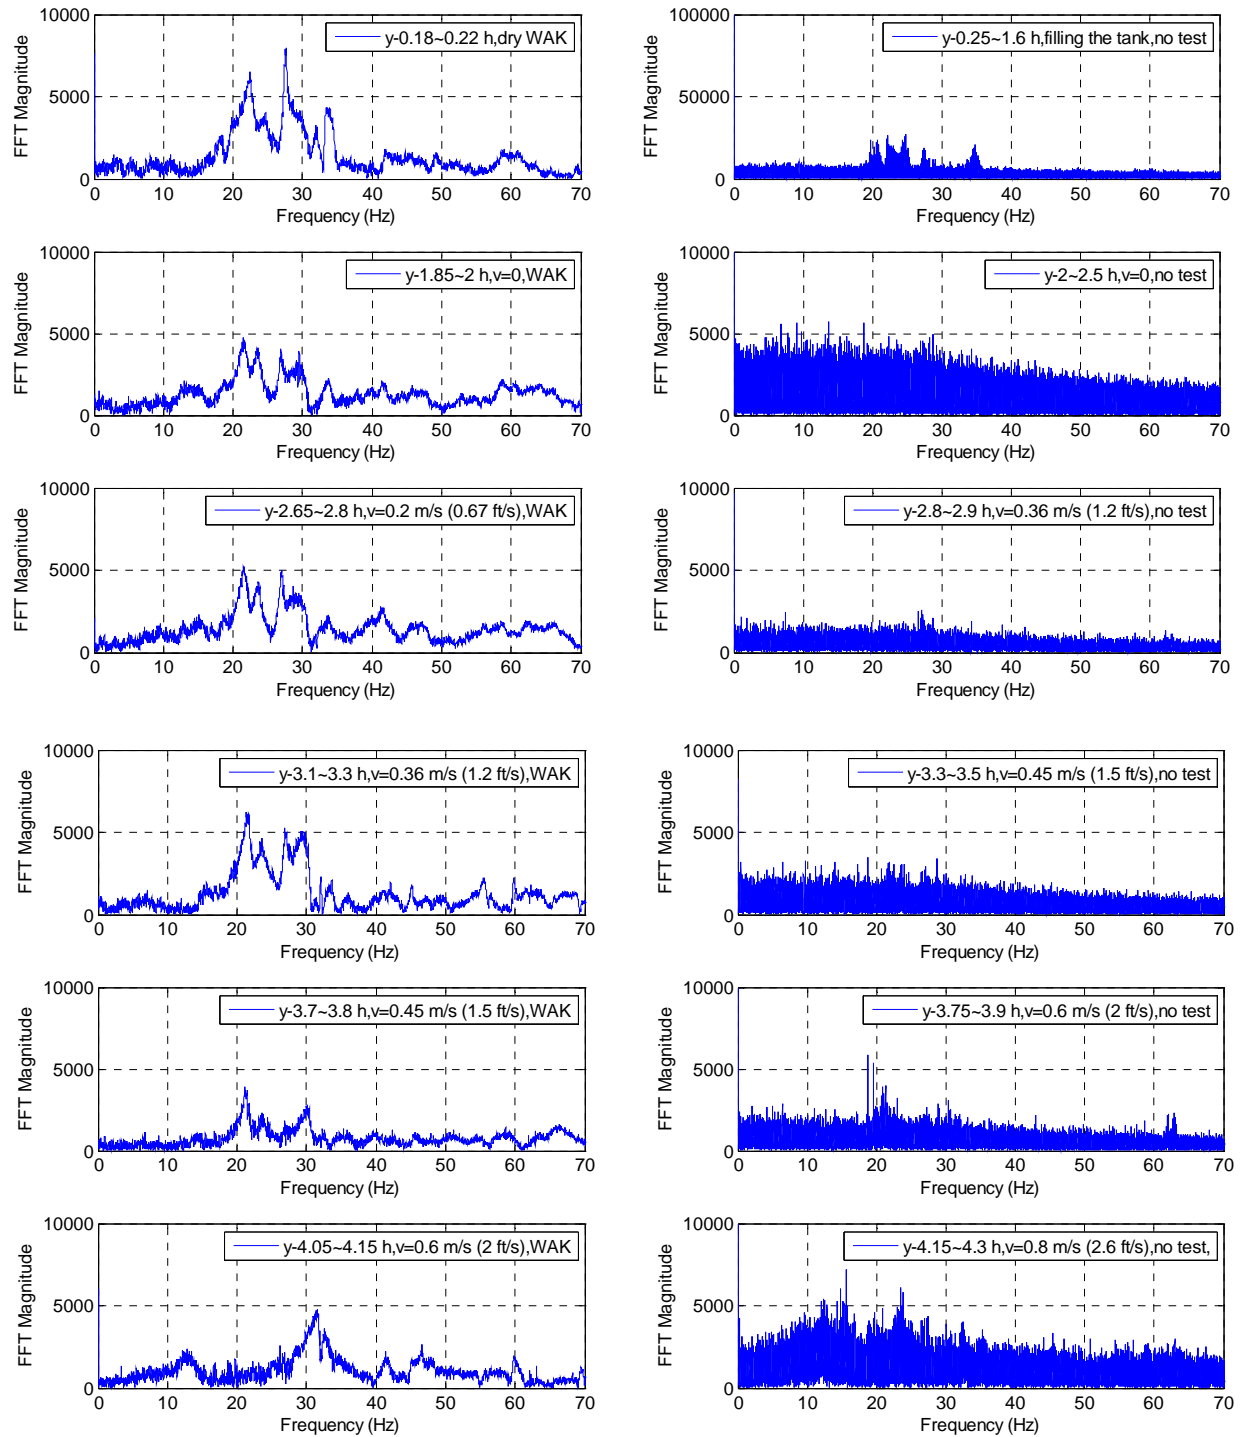 10000
5000
0
FFT Magnitude
y-0.18~0.22 h,dry WAK
0 10 20 30 40 50 60 70
Frequency (Hz)
10000
50000
0
FFT Magnitude
y-0.25~1.6 h,filling the tank,no test
0 10 20 30 40 50 60 70
Frequency (Hz)
10000
5000
0
FFT Magnitude
y-1.85~2 h,v=0,WAK
0 10 20 30 40 50 60 70
Frequency (Hz)
10000
5000
0
FFT Magnitude
y-2~2.5 h,v=0,no test
0 10 20 30 40 50 60 70
Frequency (Hz)
10000
5000
0
FFT Magnitude
y-2.65~2.8 h,v=0.2 m/s (0.67 ft/s),WAK
0 10 20 30 40 50 60 70
Frequency (Hz)
10000
5000
0
FFT Magnitude
y-2.8~2.9 h,v=0.36 m/s (1.2 ft/s),no test
0 10 20 30 40 50 60 70
Frequency (Hz)
10000
5000
0
FFT Magnitude
y-3.1~3.3 h,v=0.36 m/s (1.2 ft/s),WAK
0 10 20 30 40 50 60 70
Frequency (Hz)
10000
5000
0
FFT Magnitude
y-3.3~3.5 h,v=0.45 m/s (1.5 ft/s),no test
0 10 20 30 40 50 60 70
Frequency (Hz)
10000
5000
0
FFT Magnitude
y-3.7~3.8 h,v=0.45 m/s (1.5 ft/s),WAK
0 10 20 30 40 50 60 70
Frequency (Hz)
10000
5000
0
FFT Magnitude
y-3.75~3.9 h,v=0.6 m/s (2 ft/s),no test
0 10 20 30 40 50 60 70
Frequency (Hz)
10000
5000
0
FFT Magnitude
y-4.05~4.15 h,v=0.6 m/s (2 ft/s),WAK
0 10 20 30 40 50 60 70
Frequency (Hz)
10000
5000
0
FFT Magnitude
y-4.15~4.3 h,v=0.8 m/s (2.6 ft/s),no test,
0 10 20 30 40 50 60 70
Frequency (Hz)